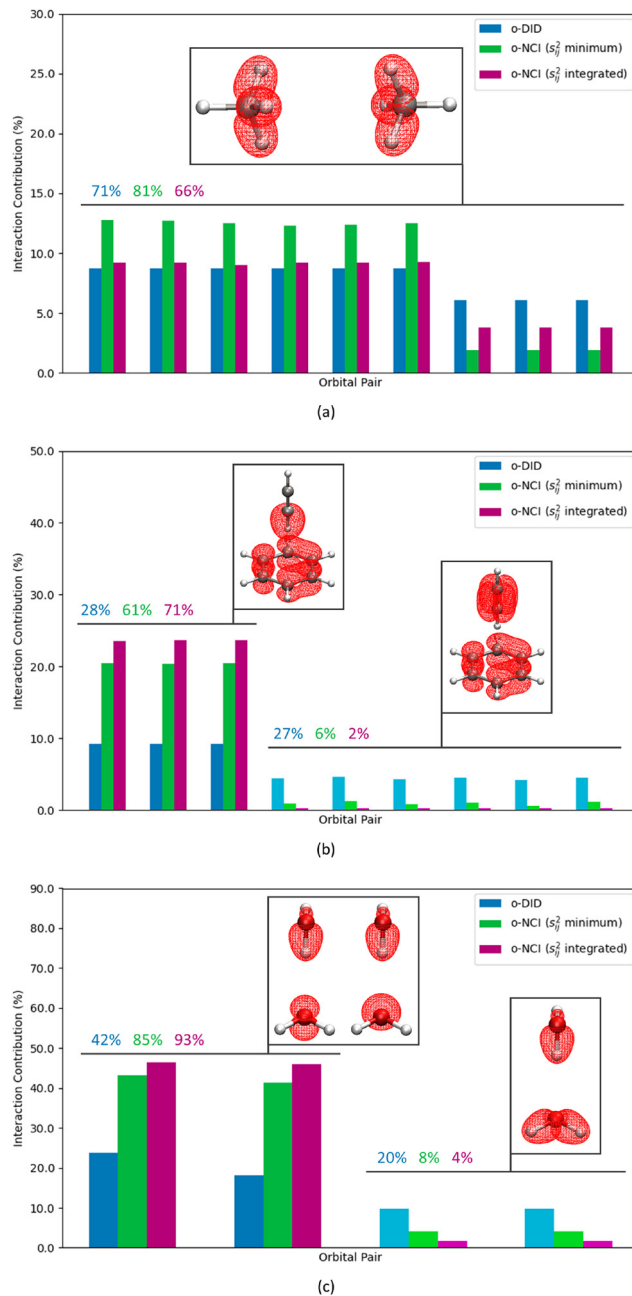 30.0
25.0
20.0
15.0
10.0
5.0
0.0
Interaction Contribution (%)
o-DID
o-NCI (s²ij minimum)
o-NCI (s²ij integrated)
71% 81% 66%
Orbital Pair
(a)
50.0
40.0
30.0
20.0
10.0
0.0
Interaction Contribution (%)
o-DID
o-NCI (s²ij minimum)
o-NCI (s²ij integrated)
28% 61% 71%
27% 6% 2%
Orbital Pair
(b)
90.0
80.0
70.0
60.0
50.0
40.0
30.0
20.0
10.0
0.0
Interaction Contribution (%)
o-DID
o-NCI (s²ij minimum)
o-NCI (s²ij integrated)
42% 85% 93%
20% 8% 4%
Orbital Pair
(c)